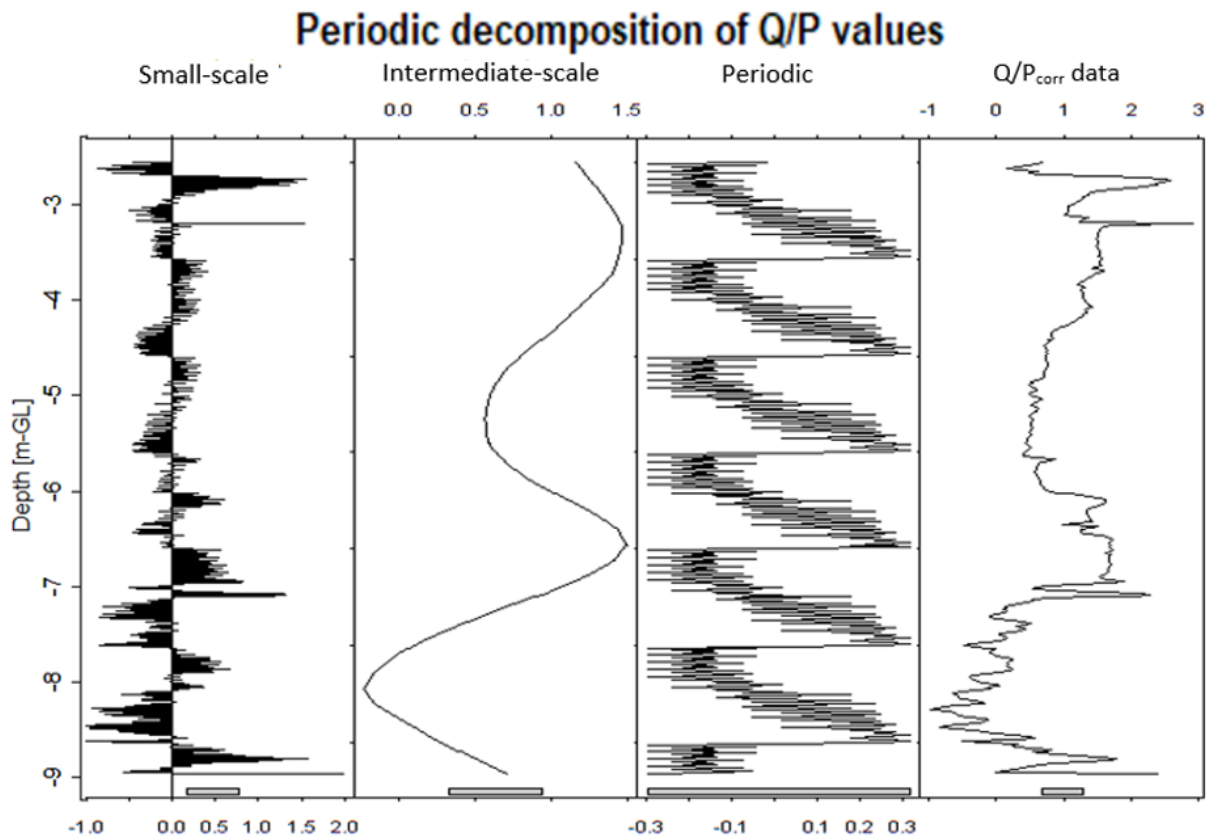 Periodic decomposition of Q/P values
Small-scale
Intermediate-scale
Periodic
Q/Pcorr data
0.0 0.5 1.0 1.5
-1 0 1 2 3
Depth [m-GL]
-3
-4
-5
-6
-7
-8
-9
-1.0 0.0 0.5 1.0 1.5 2.0
-0.3 -0.1 0.1 0.3